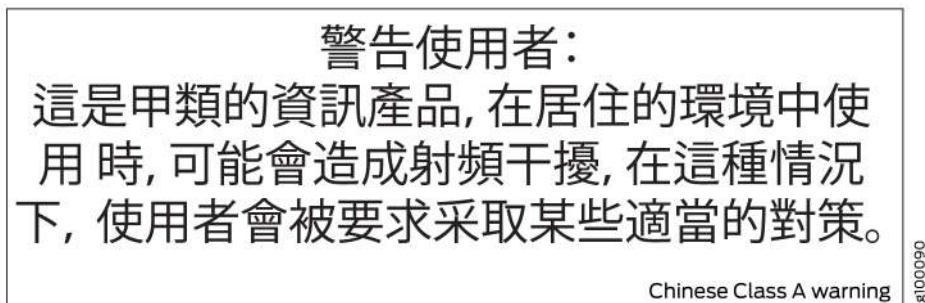 警告使用者：
這是甲類的資訊產品，在居住的環境中使
用 時，可能會造成射頻干擾，在這種情況
下，使用者會被要求采取某些適當的對策。
Chinese Class A warning
g100090